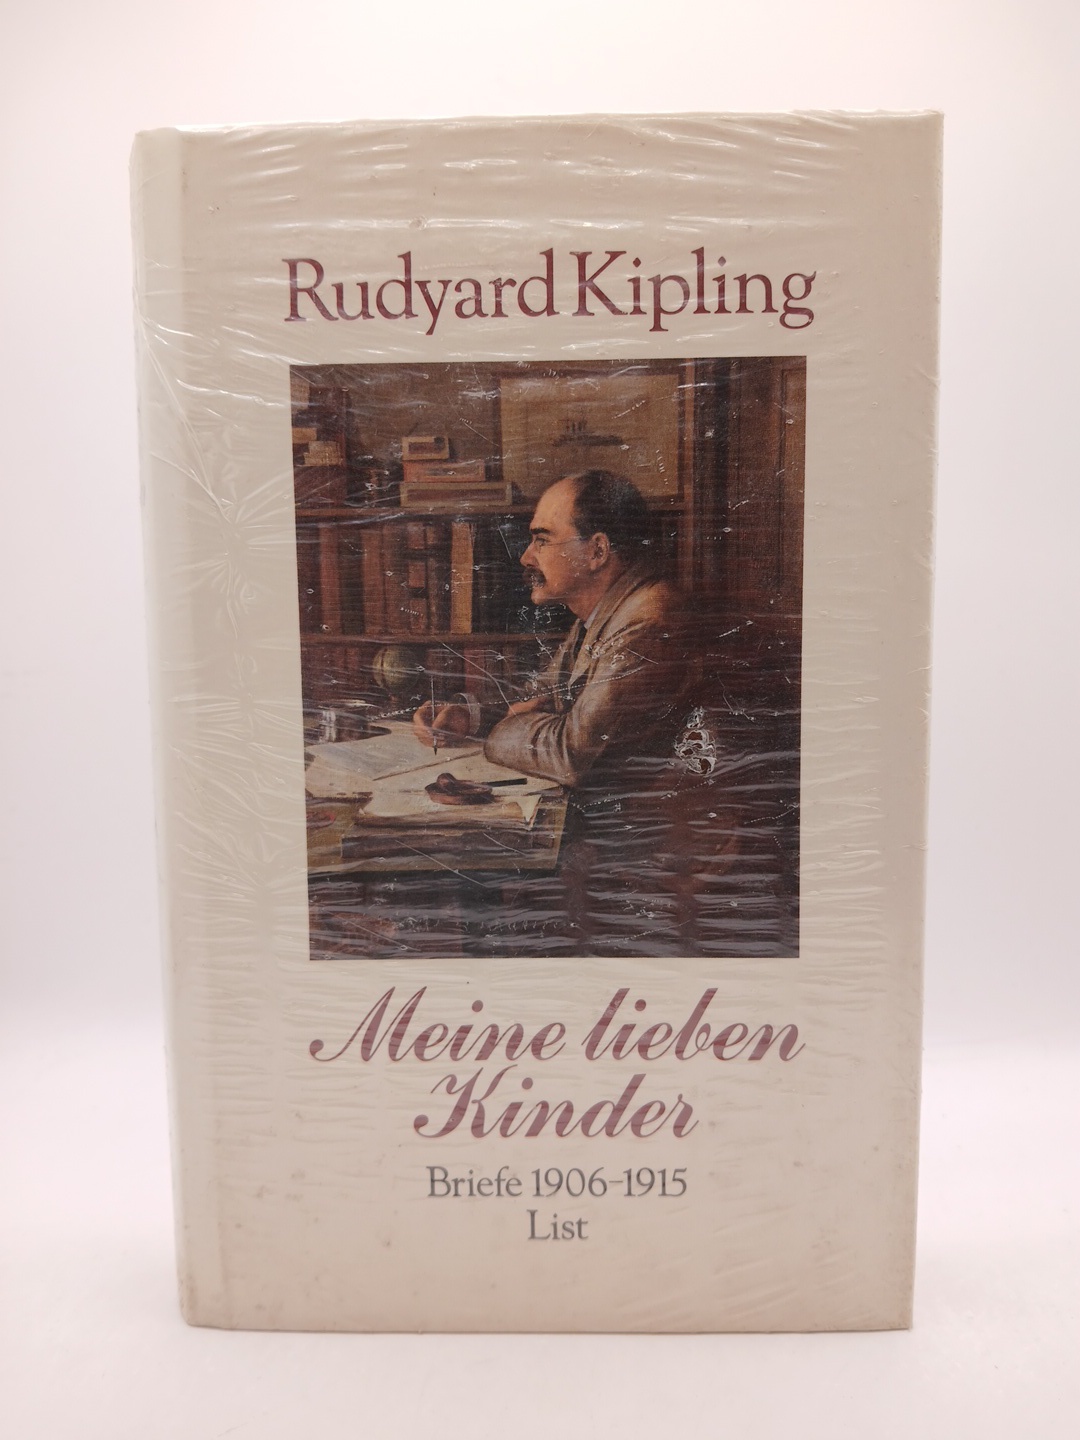 Rudyard Kipling
Meine lieben
Kinder
Briefe 1906–1915
List